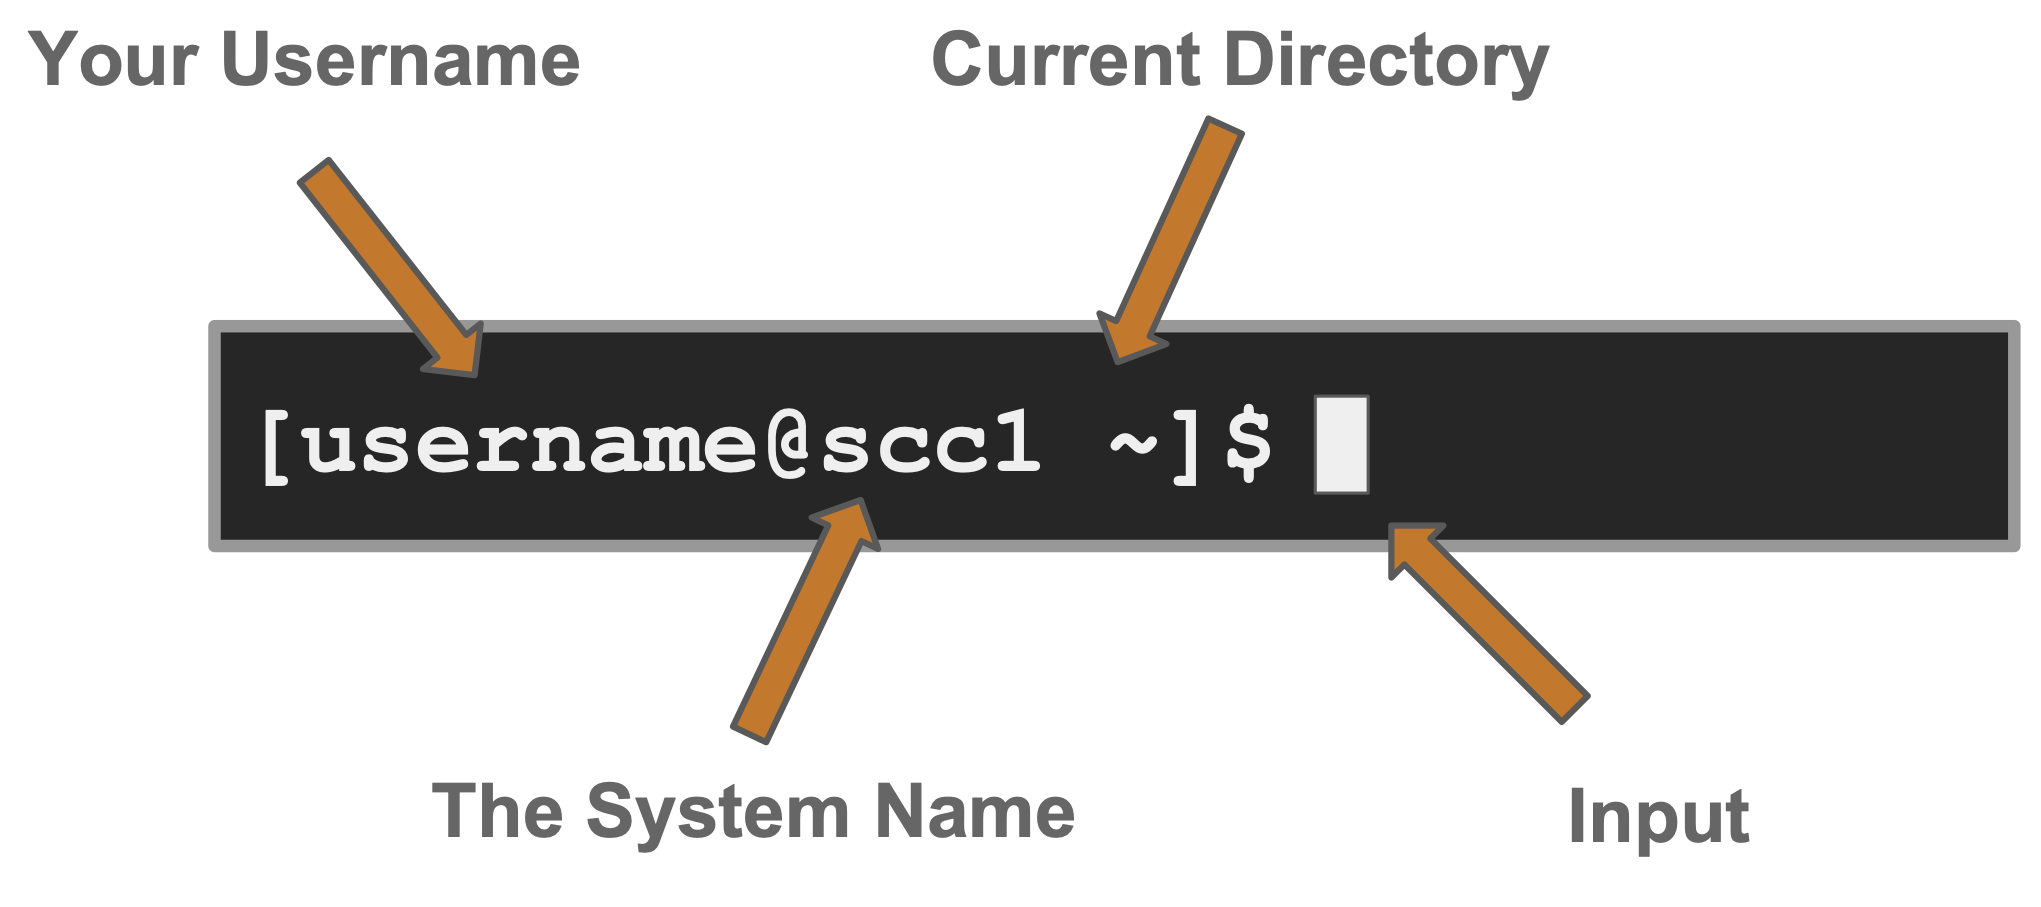 Your Username
Current Directory
[username@scc1 ~]$
The System Name
Input